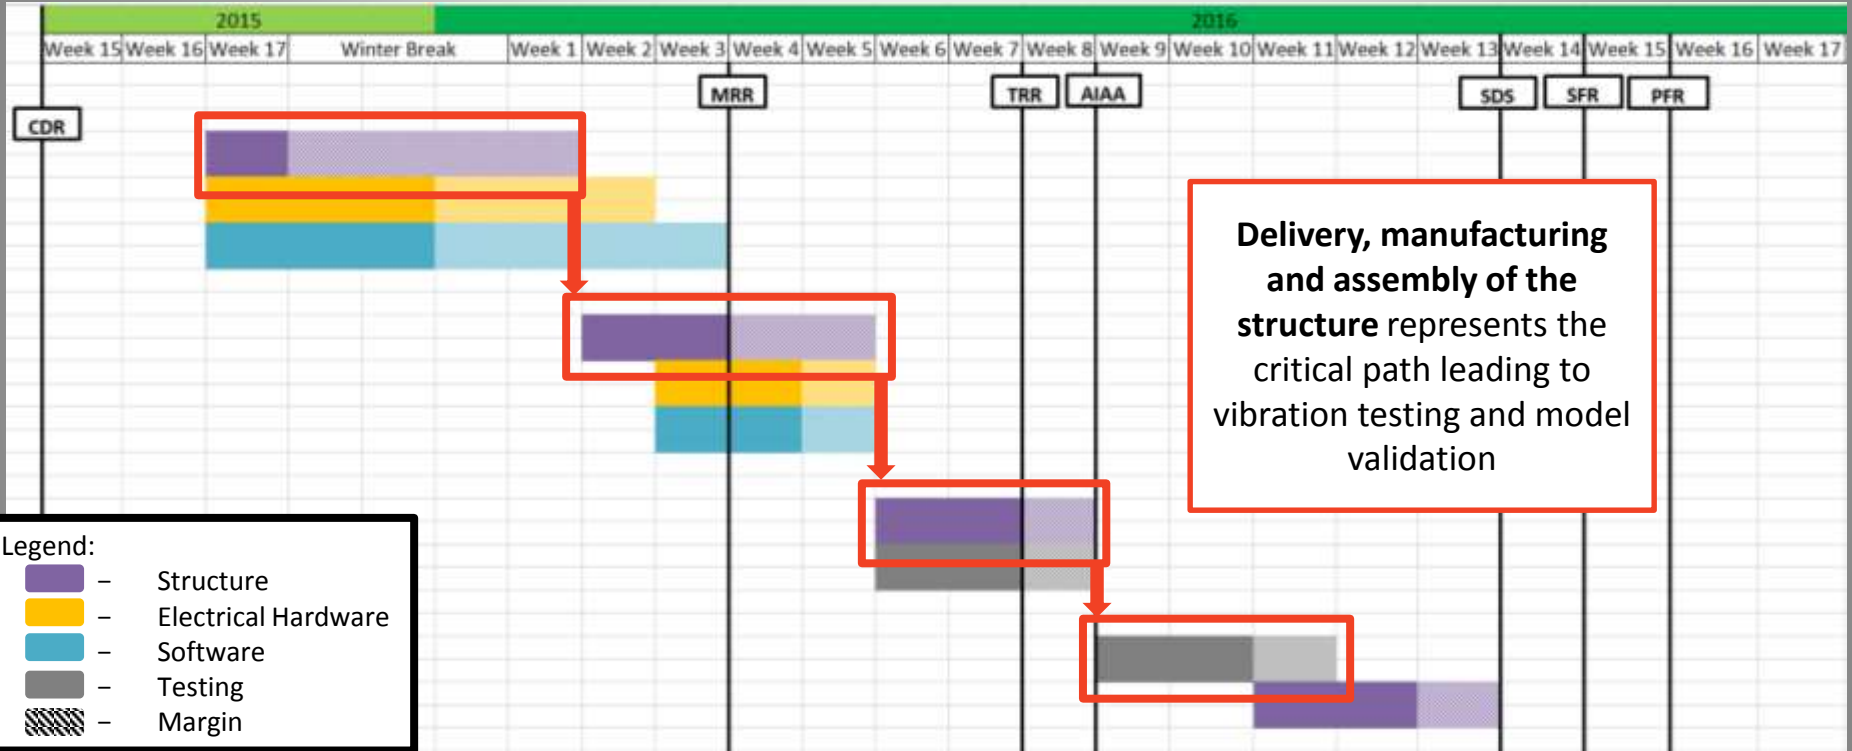 2015 2016
Week 15 Week 16 Week 17 Winter Break Week 1 Week 2 Week 3 Week 4 Week 5 Week 6 Week 7 Week 8 Week 9 Week 10 Week 11 Week 12 Week 13 Week 14 Week 15 Week 16 Week 17
MRR TRR AIAA SDS SFR PFR
CDR
Delivery, manufacturing
and assembly of the
structure represents the
critical path leading to
vibration testing and model
validation
Legend:
– Structure
– Electrical Hardware
– Software
– Testing
– Margin